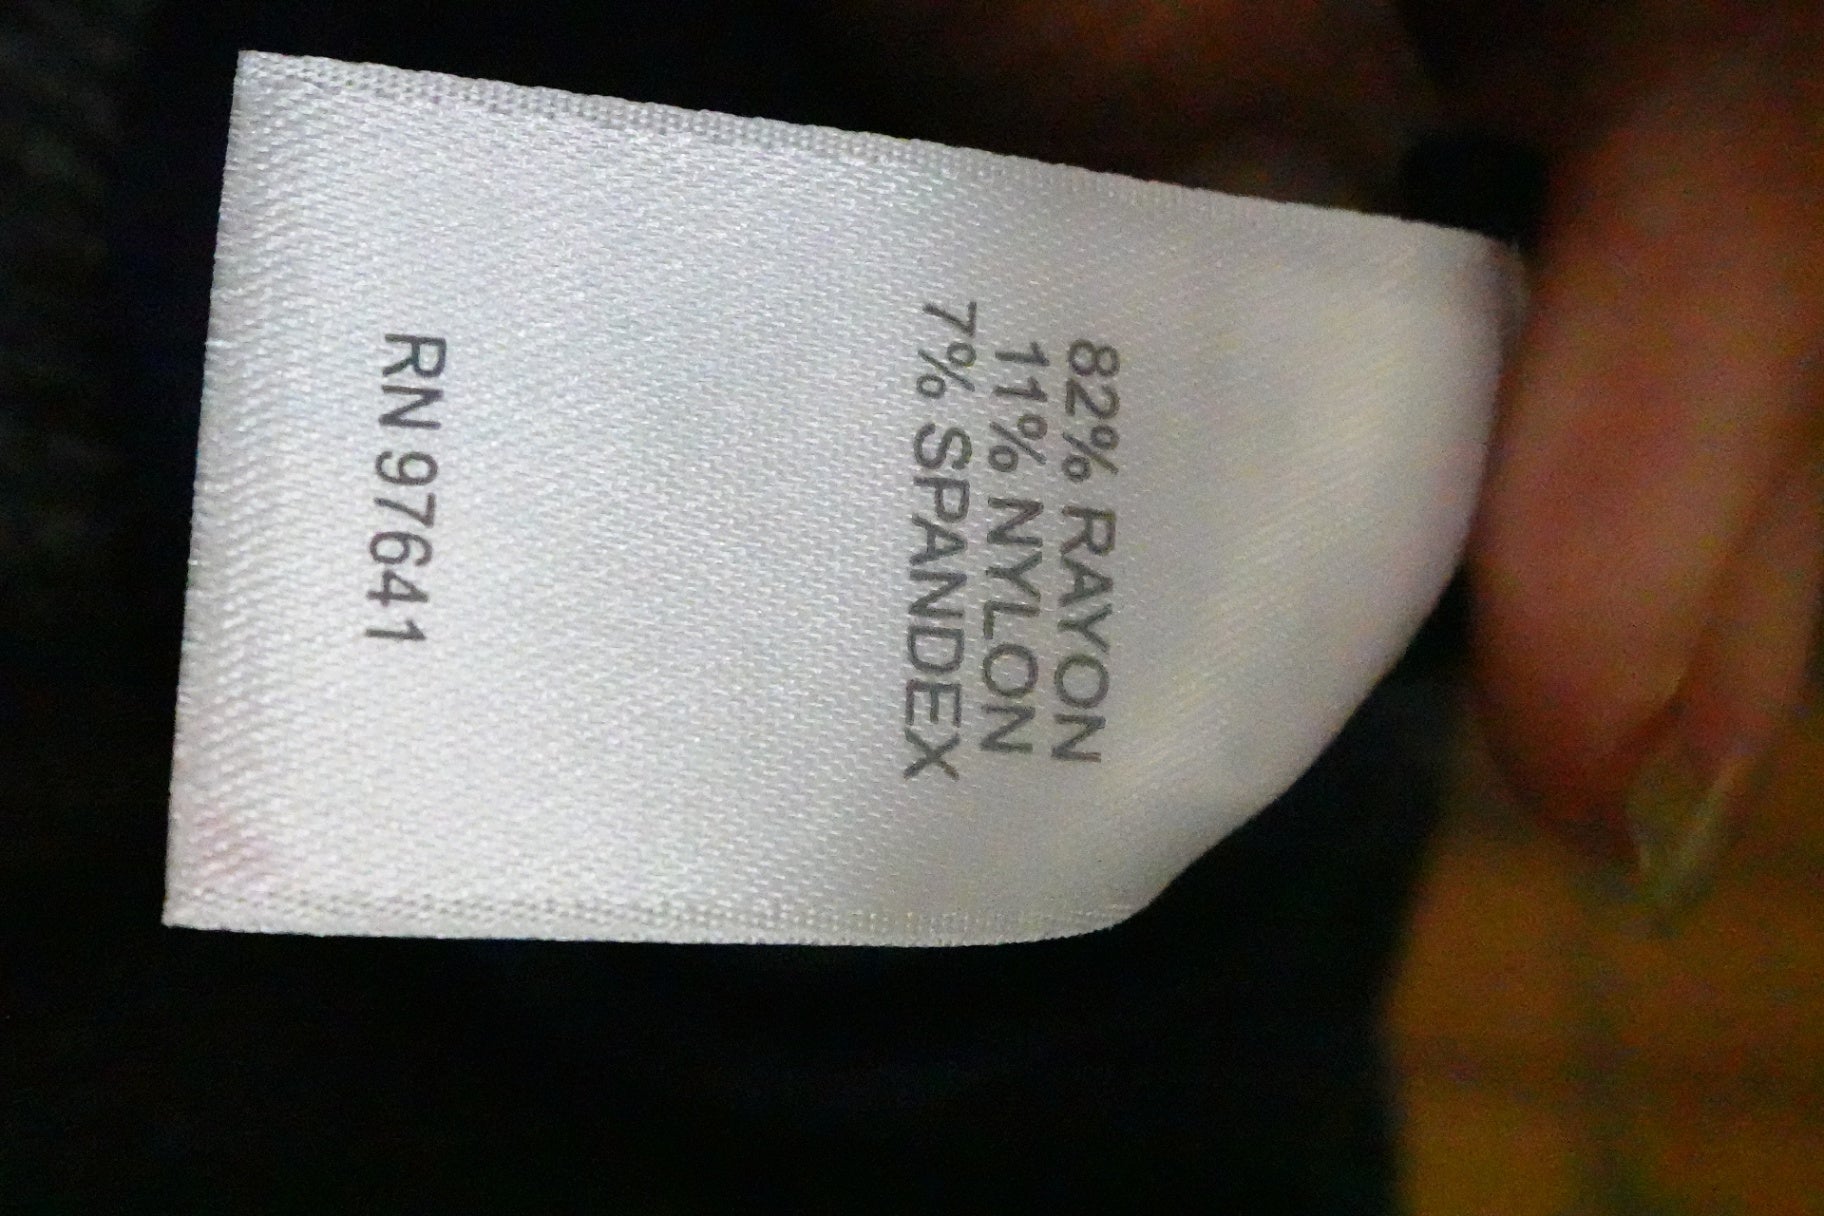 82% RAYON
11% NYLON
7% SPANDEX
RN 97641